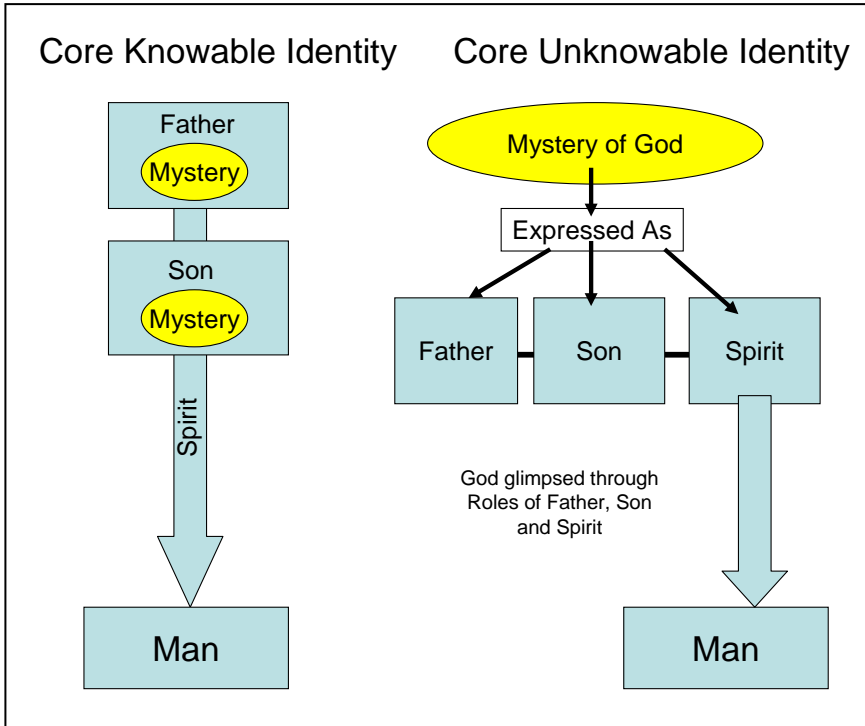 Core Knowable Identity
Father
Mystery
Son
Mystery
Spirit
Man
Core Unknowable Identity
Mystery of God
Expressed As
Father
Son
Spirit
God glimpsed through
Roles of Father, Son
and Spirit
Man